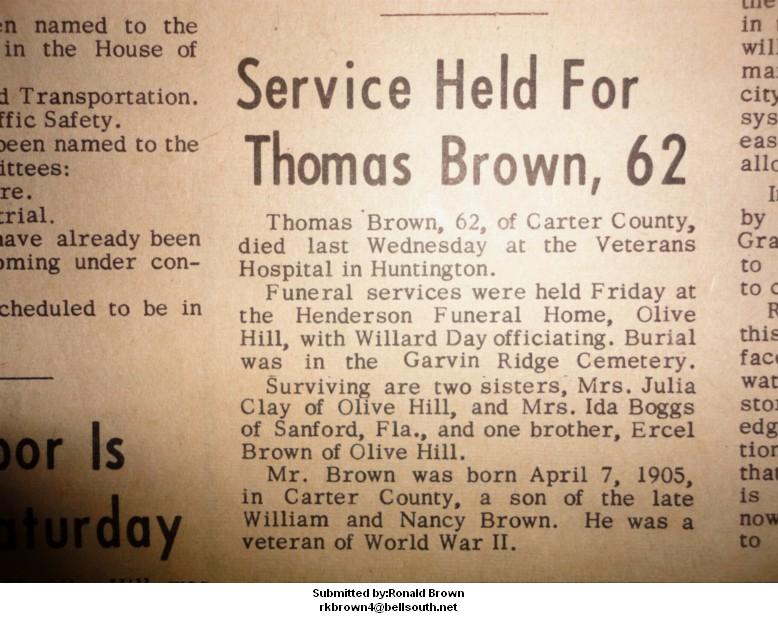 n named to the
in the House of
d Transportation.
ffic Safety.
been named to the
ittees:
re.
trial.
have already been
oming under con-
cheduled to be in
oor Is
aturday
Service Held For
Thomas Brown, 62
Thomas Brown, 62, of Carter County,
died last Wednesday at the Veterans
Hospital in Huntington.
Funeral services were held Friday at
the Henderson Funeral Home, Olive
Hill, with Willard Day officiating. Burial
was in the Garvin Ridge Cemetery.
Surviving are two sisters, Mrs. Julia
Clay of Olive Hill, and Mrs. Ida Boggs
of Sanford, Fla., and one brother, Ercel
Brown of Olive Hill.
Mr. Brown was born April 7, 1905,
in Carter County, a son of the late
William and Nancy Brown. He was a
veteran of World War II.
in
will
ma
city
sys
eas
allo
I
by
Gra
to
to c
R
this
face
wat
sto
edg
tion
that
is
now
to
Submitted by:Ronald Brown
rkbrown4@bellsouth.net